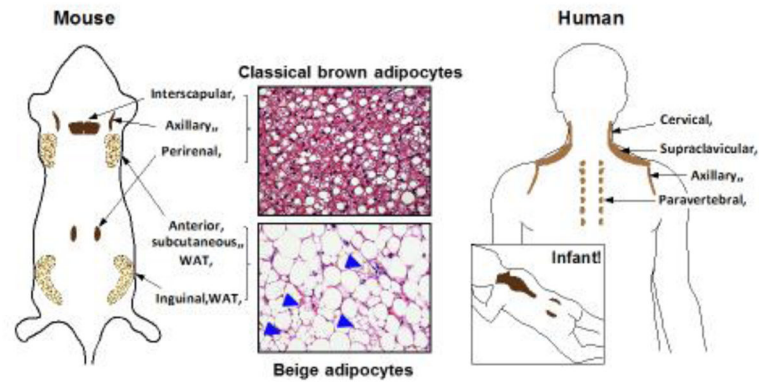 Mouse
Human
Classical brown adipocytes
Interscapular,
Axillary,,
Perirenal,
Anterior,
subcutaneous,,
WAT,
Inguinal,WAT,
Beige adipocytes
Cervical,
Supraclavicular,
Axillary,,
Paravertebral,
Infant!